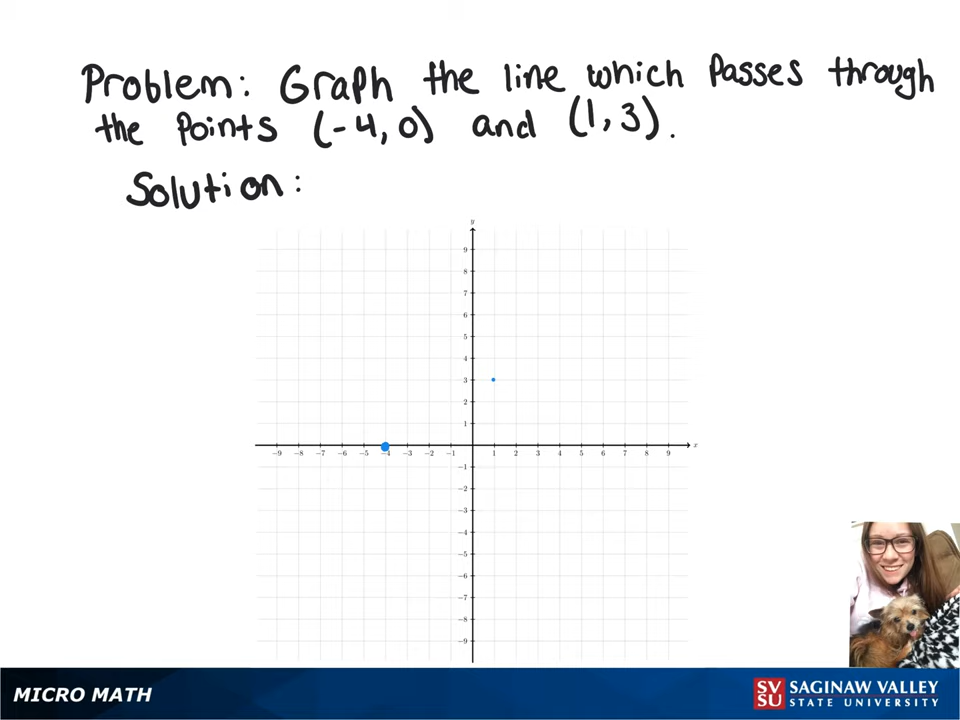 Problem: Graph the line which passes through
the points (-4, 0) and (1, 3).
Solution:
y
9
8
7
6
5
4
3
2
1
−9 −8 −7 −6 −5 −4 −3 −2 −1 1 2 3 4 5 6 7 8 9 x
−1
−2
−3
−4
−5
−6
−7
−8
−9
MICRO MATH
SV SAGINAW VALLEY
SU STATE UNIVERSITY